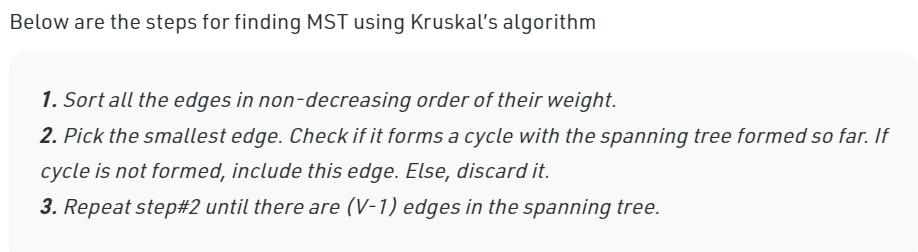 Below are the steps for finding MST using Kruskal's algorithm
1. Sort all the edges in non-decreasing order of their weight.
2. Pick the smallest edge. Check if it forms a cycle with the spanning tree formed so far. If
cycle is not formed, include this edge. Else, discard it.
3. Repeat step#2 until there are (V-1) edges in the spanning tree.